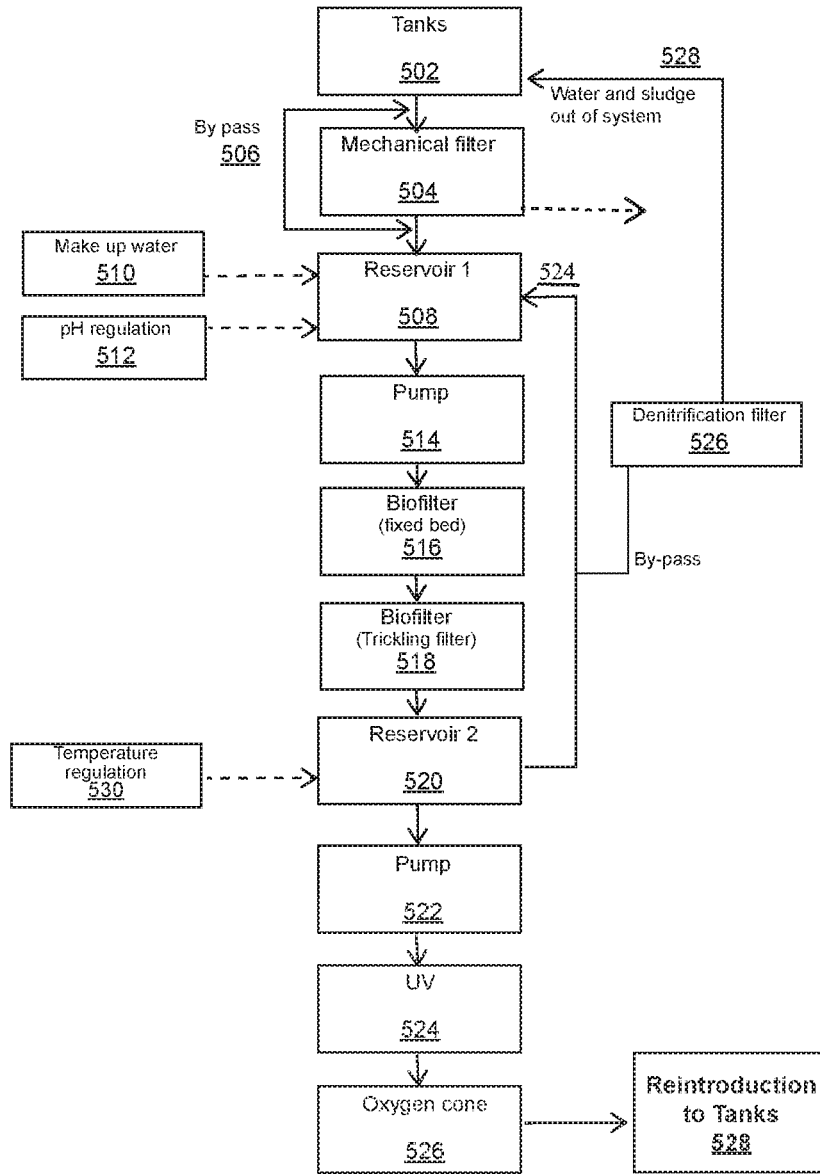 Tanks
502
528
Water and sludge
out of system
By pass
506
Mechanical filter
504
Make up water
510
Reservoir 1
508
524
pH regulation
512
Pump
514
Denitrification filter
526
Biofilter
(fixed bed)
516
By-pass
Biofilter
(Trickling filter)
518
Reservoir 2
520
Temperature
regulation
530
Pump
522
UV
524
Oxygen cone
526
Reintroduction
to Tanks
528